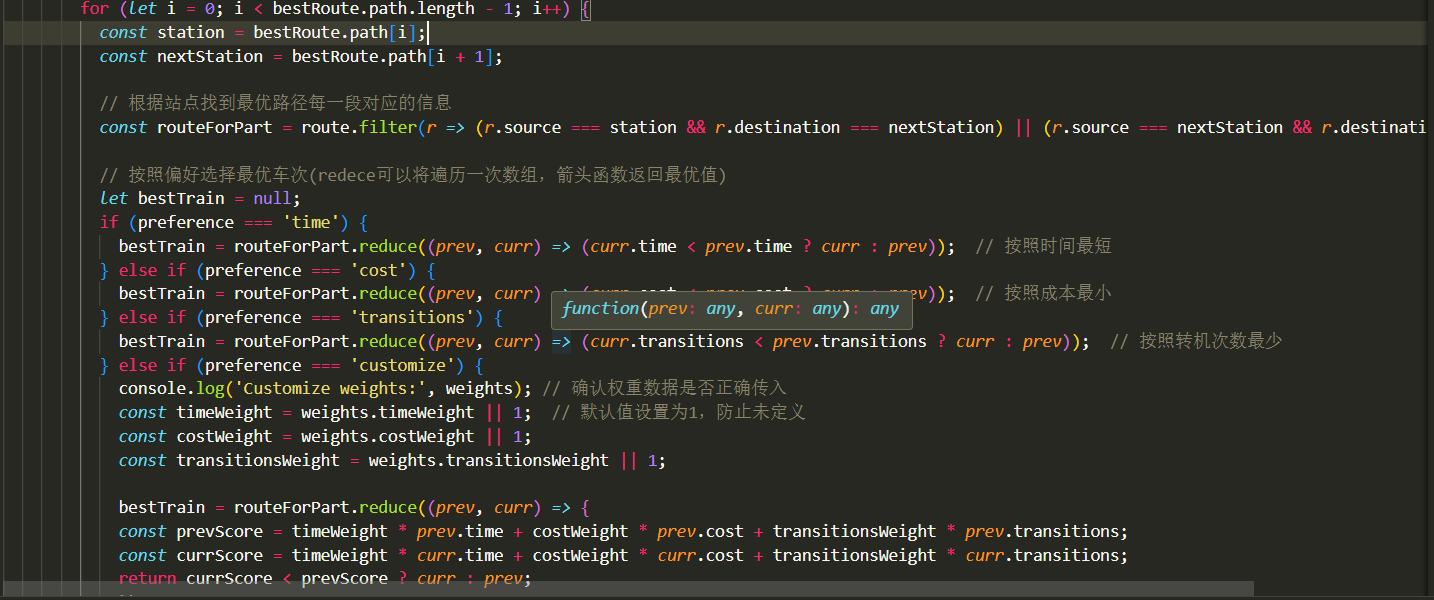 for (let i = 0; i < bestRoute.path.length - 1; i++) {
const station = bestRoute.path[i];
const nextStation = bestRoute.path[i + 1];
// 根据站点找到最优路径每一段对应的信息
const routeForPart = route.filter(r => (r.source === station && r.destination === nextStation) || (r.source === nextStation && r.destinati
// 按照偏好选择最优车次(redece可以将遍历一次数组，箭头函数返回最优值)
let bestTrain = null;
if (preference === 'time') {
bestTrain = routeForPart.reduce((prev, curr) => (curr.time < prev.time ? curr : prev));  // 按照时间最短
} else if (preference === 'cost') {
bestTrain = routeForPart.reduce((prev, curr) => (curr.cost < prev.cost ? curr : prev));  // 按照成本最小
function(prev: any, curr: any): any
} else if (preference === 'transitions') {
bestTrain = routeForPart.reduce((prev, curr) => (curr.transitions < prev.transitions ? curr : prev));  // 按照转机次数最少
} else if (preference === 'customize') {
console.log('Customize weights:', weights); // 确认权重数据是否正确传入
const timeWeight = weights.timeWeight || 1;  // 默认值设置为1，防止未定义
const costWeight = weights.costWeight || 1;
const transitionsWeight = weights.transitionsWeight || 1;
bestTrain = routeForPart.reduce((prev, curr) => {
const prevScore = timeWeight * prev.time + costWeight * prev.cost + transitionsWeight * prev.transitions;
const currScore = timeWeight * curr.time + costWeight * curr.cost + transitionsWeight * curr.transitions;
return currScore < prevScore ? curr : prev;